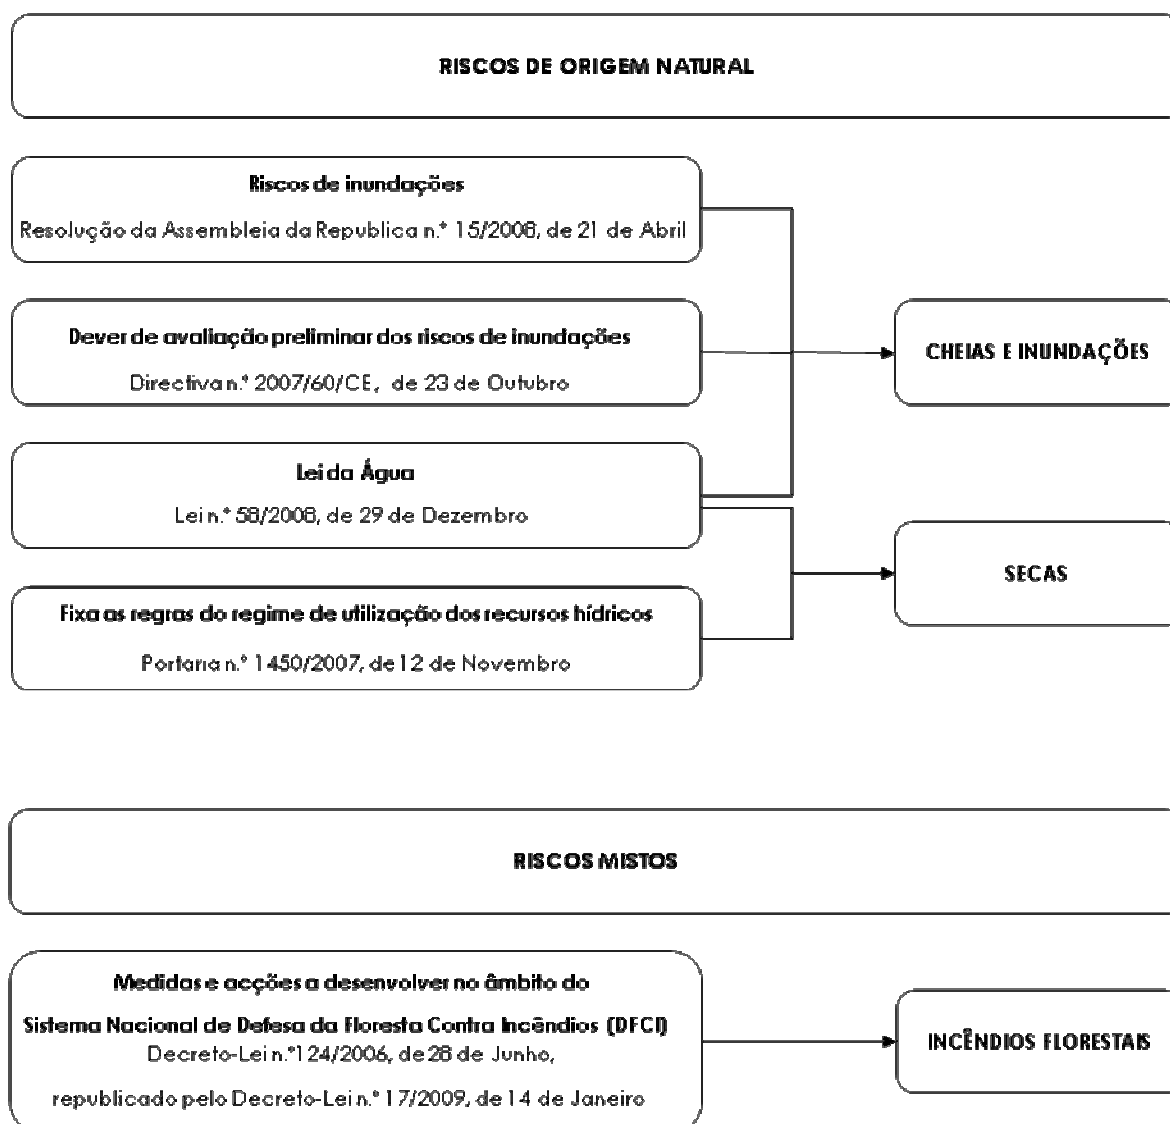 RISCOS DE ORIGEM NATURAL
Riscos de inundações
Resolução da Assembleia da Republica n.º 15/2008, de 21 de Abril
Dever de avaliação preliminar dos riscos de inundações
Directiva n.º 2007/60/CE, de 23 de Outubro
CHEIAS E INUNDAÇÕES
Lei da Água
Lei n.º 58/2008, de 29 de Dezembro
SECAS
Fixa as regras do regime de utilização dos recursos hídricos
Portaria n.º 1450/2007, de 12 de Novembro
RISCOS MISTOS
Medidas e acções a desenvolver no âmbito do
Sistema Nacional de Defesa da Floresta Contra Incêndios (DFCI)
Decreto-Lei n.º 124/2006, de 28 de Junho,
republicado pelo Decreto-Lei n.º 17/2009, de 14 de Janeiro
INCÊNDIOS FLORESTAIS